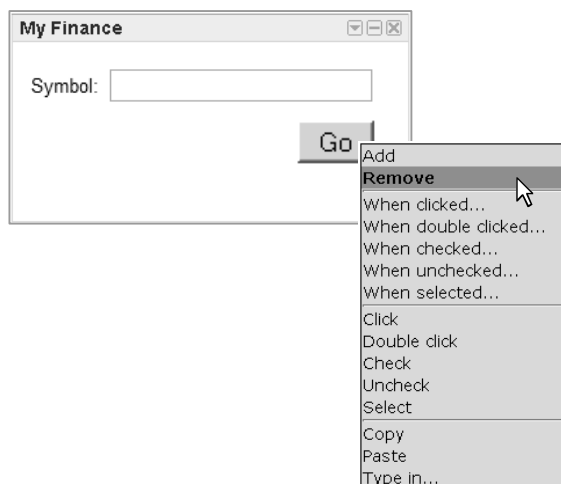 My Finance
Symbol:
Go
Add
Remove
When clicked...
When double clicked...
When checked...
When unchecked...
When selected...
Click
Double click
Check
Uncheck
Select
Copy
Paste
Type in...